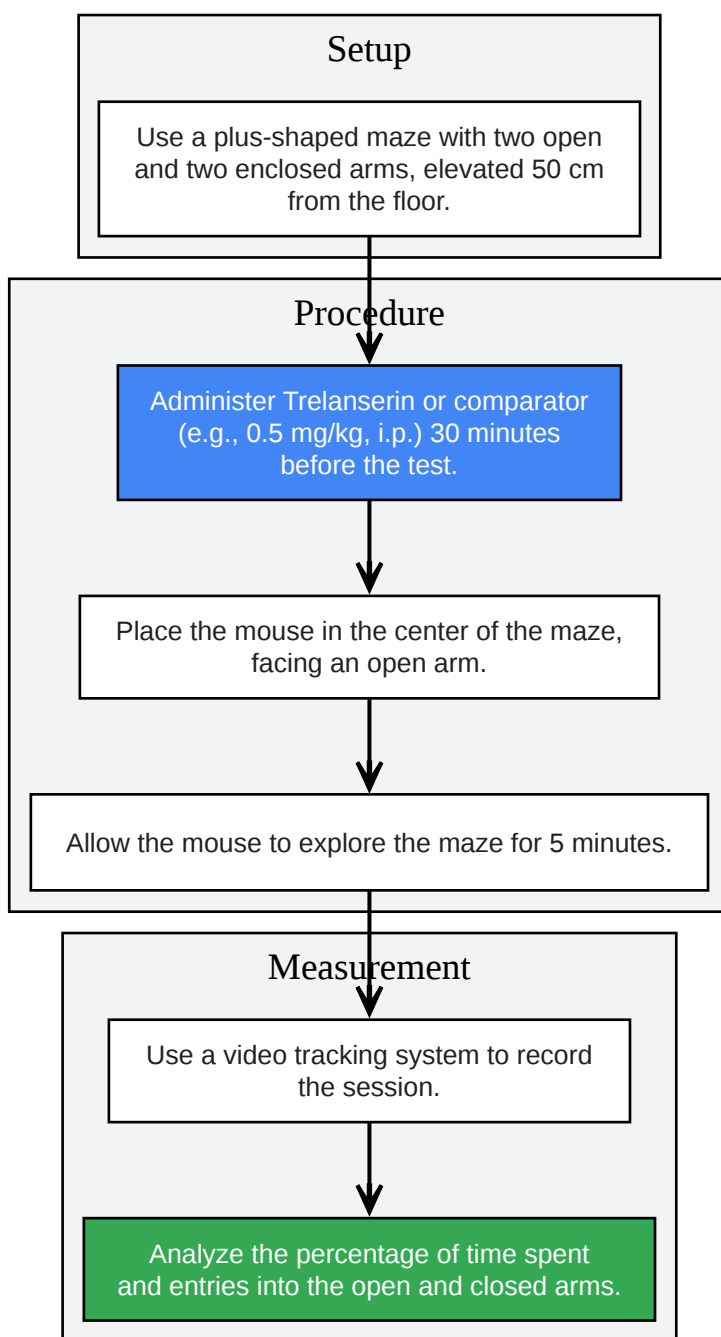 Setup
Use a plus-shaped maze with two open
and two enclosed arms, elevated 50 cm
from the floor.
Procedure
Administer Trelanserin or comparator
(e.g., 0.5 mg/kg, i.p.) 30 minutes
before the test.
Place the mouse in the center of the maze,
facing an open arm.
Allow the mouse to explore the maze for 5 minutes.
Measurement
Use a video tracking system to record
the session.
Analyze the percentage of time spent
and entries into the open and closed arms.